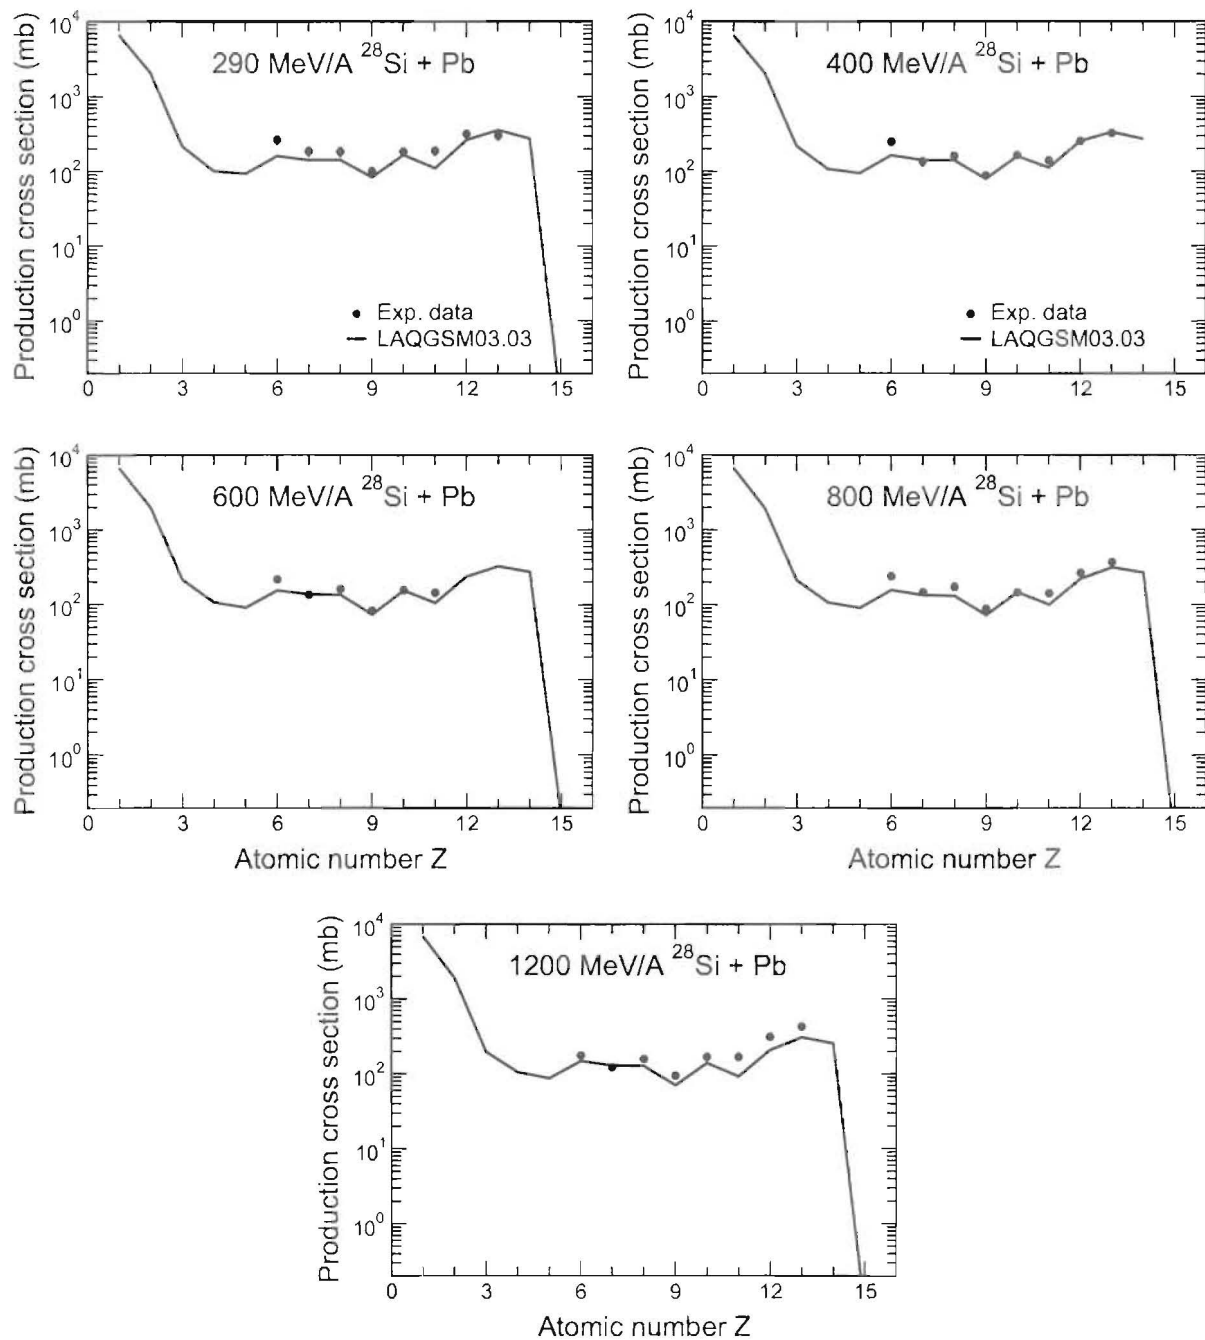 290 MeV/A ²⁸Si + Pb
Production cross section (mb)
10⁴
10³
10²
10¹
10⁰
• Exp. data
— LAQGSM03.03
0 3 6 9 12 15
400 MeV/A ²⁸Si + Pb
Production cross section (mb)
10⁴
10³
10²
10¹
10⁰
• Exp. data
— LAQGSM03.03
0 3 6 9 12 15
600 MeV/A ²⁸Si + Pb
Production cross section (mb)
10⁴
10³
10²
10¹
10⁰
0 3 6 9 12 15
Atomic number Z
800 MeV/A ²⁸Si + Pb
Production cross section (mb)
10⁴
10³
10²
10¹
10⁰
0 3 6 9 12 15
Atomic number Z
1200 MeV/A ²⁸Si + Pb
Production cross section (mb)
10⁴
10³
10²
10¹
10⁰
0 3 6 9 12 15
Atomic number Z